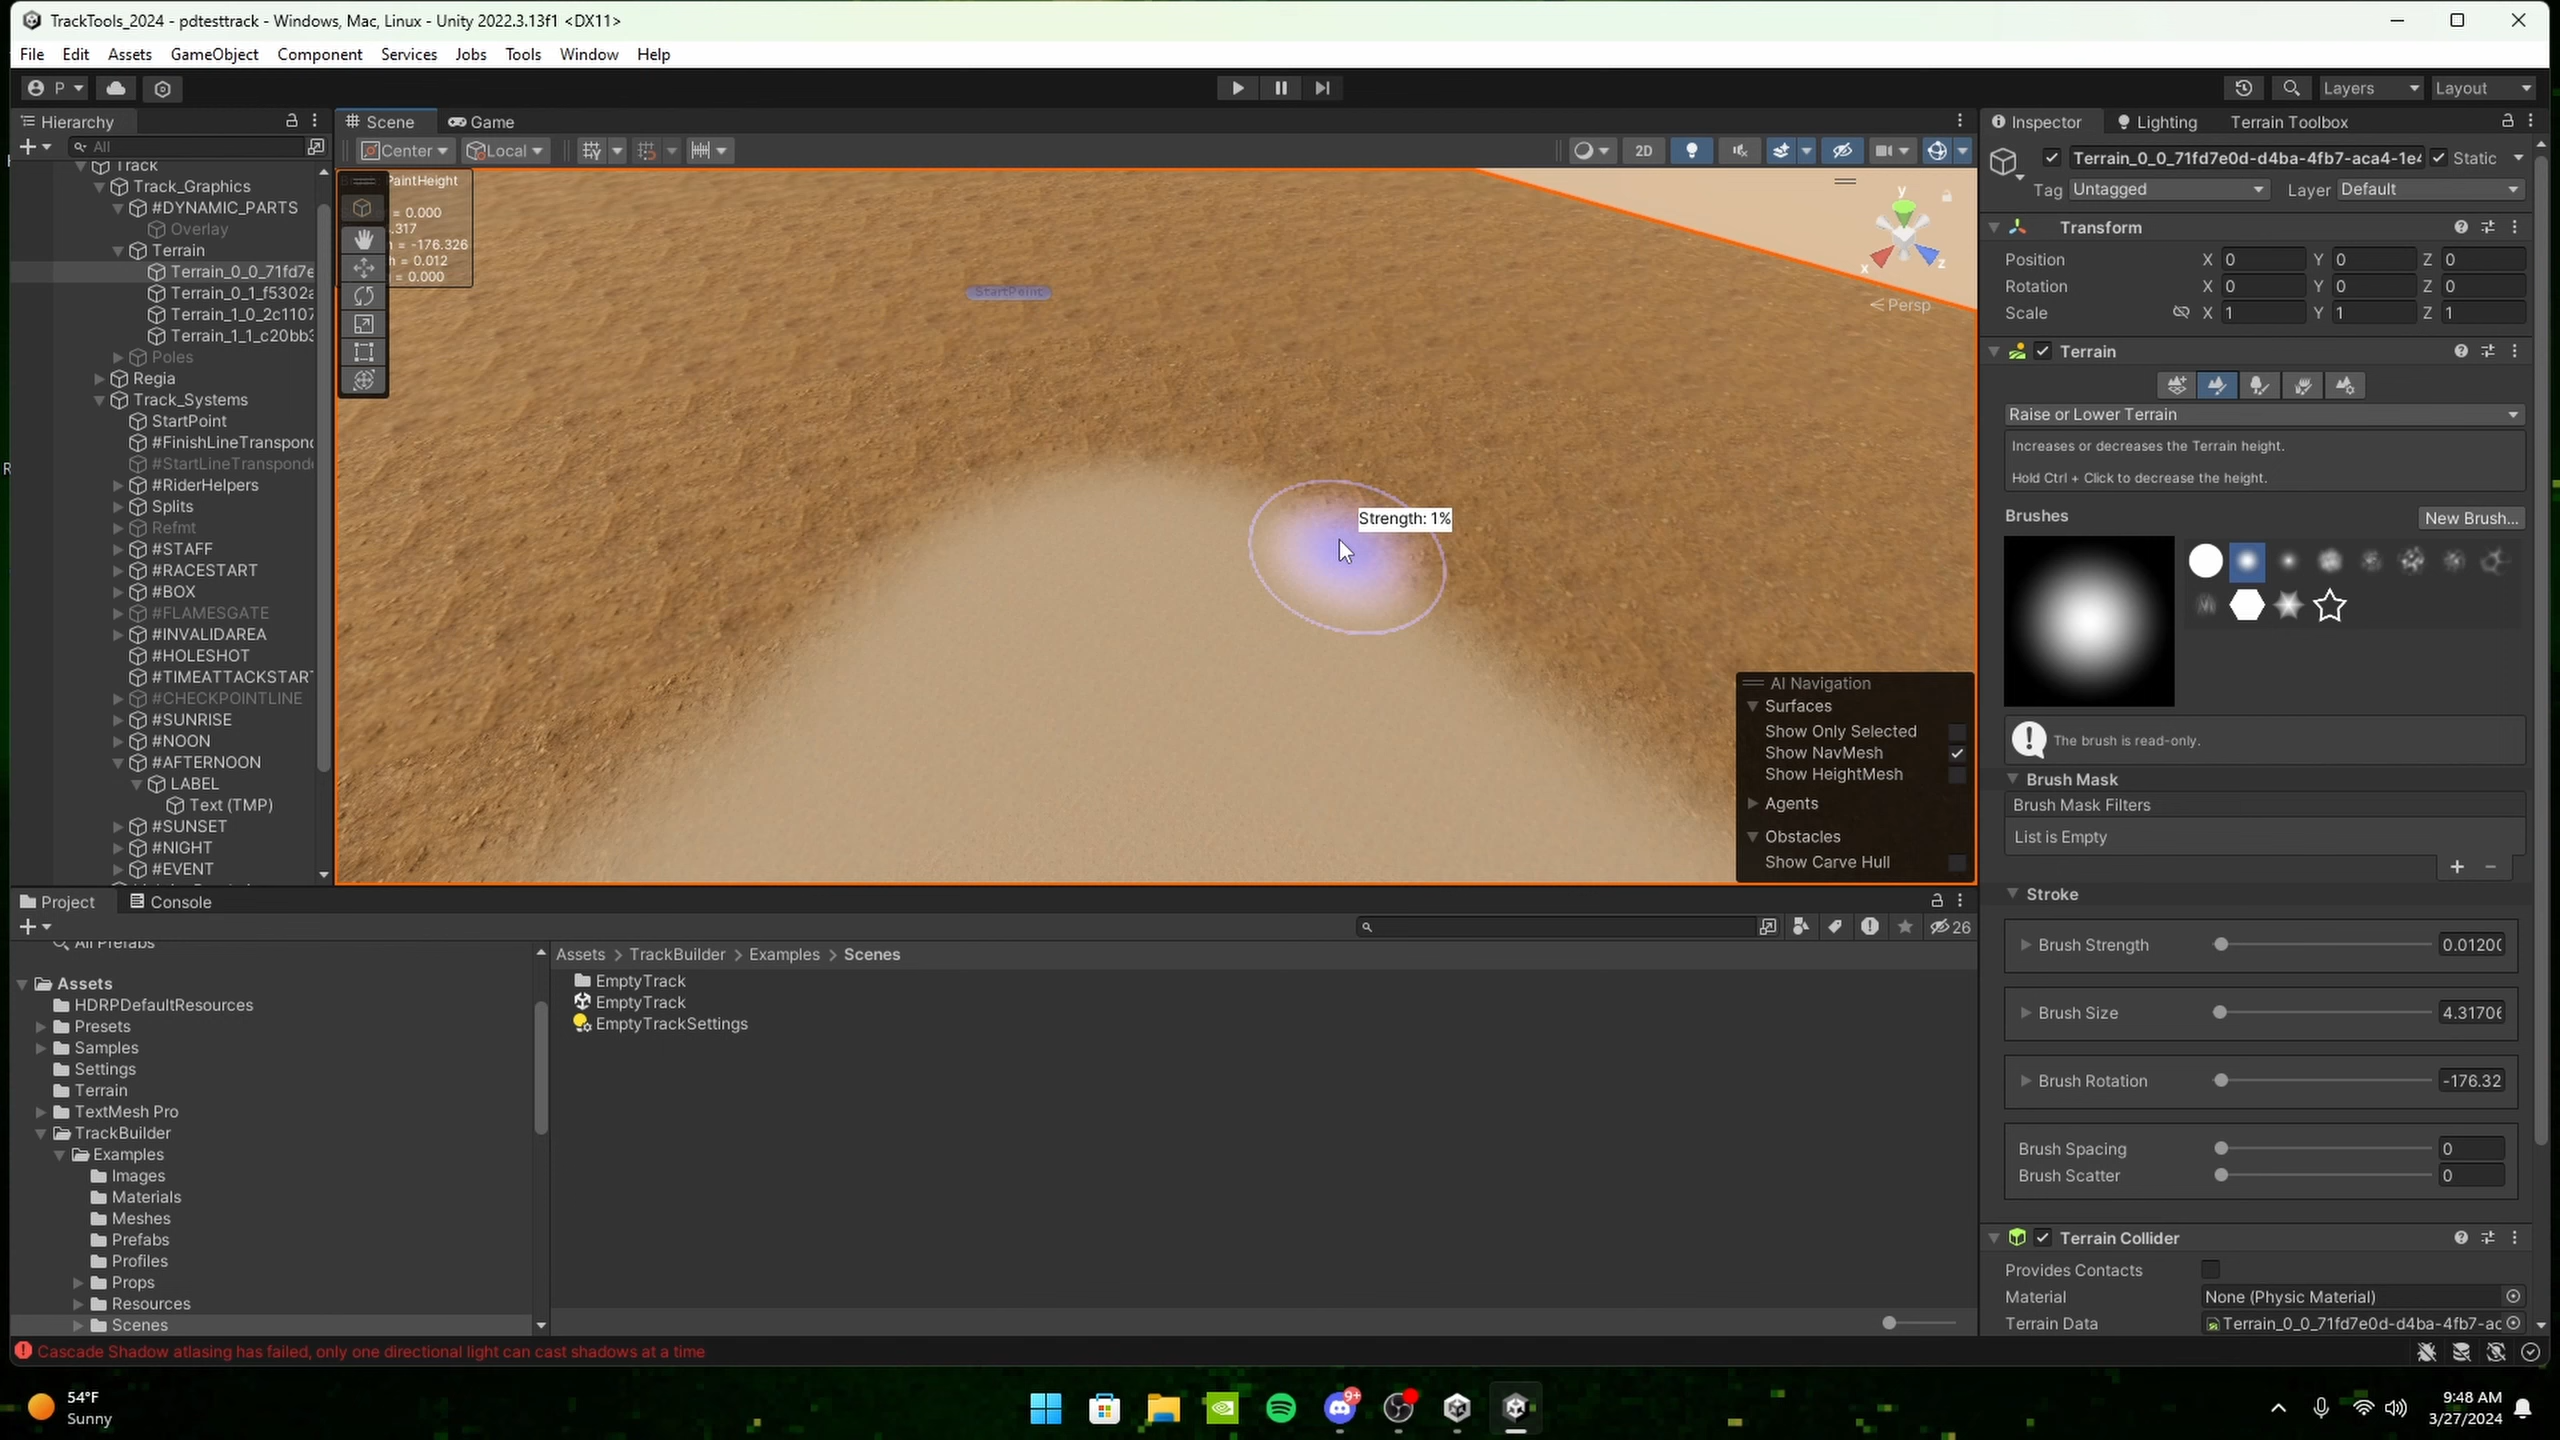 TrackTools_2024 - pdtesttrack - Windows, Mac, Linux - Unity 2022.3.13f1 <DX11>
File Edit Assets GameObject Component Services Jobs Tools Window Help
P
Layers Layout
Hierarchy
All
Track
Track_Graphics
#DYNAMIC_PARTS
Overlay
Terrain
Terrain_0_0_71fd7e
Terrain_0_1_f5302a
Terrain_1_0_2c1107
Terrain_1_1_c20bb3
Poles
Regia
Track_Systems
StartPoint
#FinishLineTranspond
#StartLineTransponde
#RiderHelpers
Splits
Refmt
#STAFF
#RACESTART
#BOX
#FLAMESGATE
#INVALIDAREA
#HOLESHOT
#TIMEATTACKSTART
#CHECKPOINTLINE
#SUNRISE
#NOON
#AFTERNOON
LABEL
Text (TMP)
#SUNSET
#NIGHT
#EVENT
Scene Game
Center Local 2D
PaintHeight
= 0.000
.317
= -176.326
= 0.012
= 0.000
StartPoint
Strength: 1%
y
x
z
Persp
AI Navigation
Surfaces
Show Only Selected
Show NavMesh
Show HeightMesh
Agents
Obstacles
Show Carve Hull
Inspector Lighting Terrain Toolbox
Terrain_0_0_71fd7e0d-d4ba-4fb7-aca4-1e4 Static
Tag Untagged Layer Default
Transform
Position X 0 Y 0 Z 0
Rotation X 0 Y 0 Z 0
Scale X 1 Y 1 Z 1
Terrain
Raise or Lower Terrain
Increases or decreases the Terrain height.
Hold Ctrl + Click to decrease the height.
Brushes
New Brush...
The brush is read-only.
Brush Mask
Brush Mask Filters
List is Empty
Stroke
Brush Strength 0.0120
Brush Size 4.3170
Brush Rotation -176.32
Brush Spacing 0
Brush Scatter 0
Terrain Collider
Provides Contacts
Material None (Physic Material)
Terrain Data Terrain_0_0_71fd7e0d-d4ba-4fb7-ac
Project Console
26
All Prefabs
Assets
HDRPDefaultResources
Presets
Samples
Settings
Terrain
TextMesh Pro
TrackBuilder
Examples
Images
Materials
Meshes
Prefabs
Profiles
Props
Resources
Scenes
Assets > TrackBuilder > Examples > Scenes
EmptyTrack
EmptyTrack
EmptyTrackSettings
Cascade Shadow atlasing has failed, only one directional light can cast shadows at a time
54°F
Sunny
9+
9:48 AM
3/27/2024